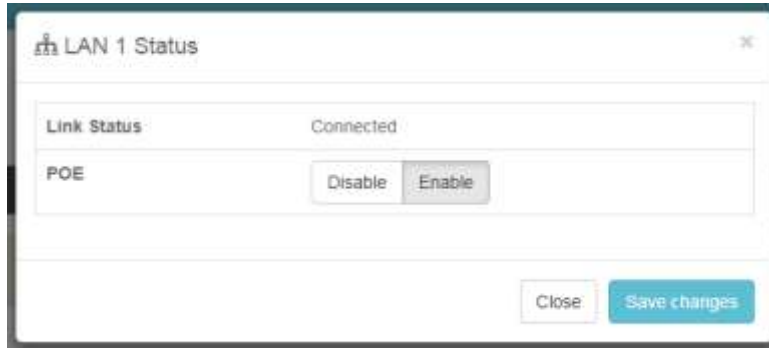 LAN 1 Status
×
Link Status Connected
POE Disable Enable
Close Save changes